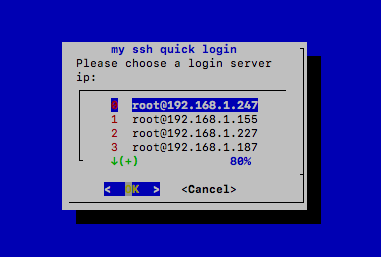 my ssh quick login
Please choose a login server
ip:
0 root@192.168.1.247
1 root@192.168.1.155
2 root@192.168.1.227
3 root@192.168.1.187
↓(+) 80%
< OK > <Cancel>